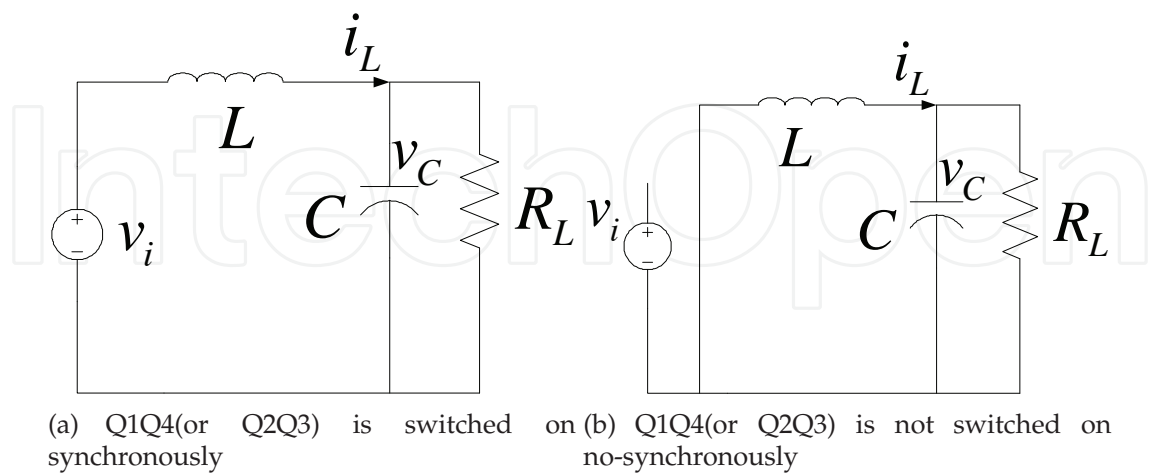 i_L
L
v_C
C
R_L
+
−
v_i
(a) Q1Q4(or Q2Q3) is switched on
synchronously
i_L
L
v_C
C
R_L
v_i
+
−
(b) Q1Q4(or Q2Q3) is not switched on
no-synchronously
IntechOpen